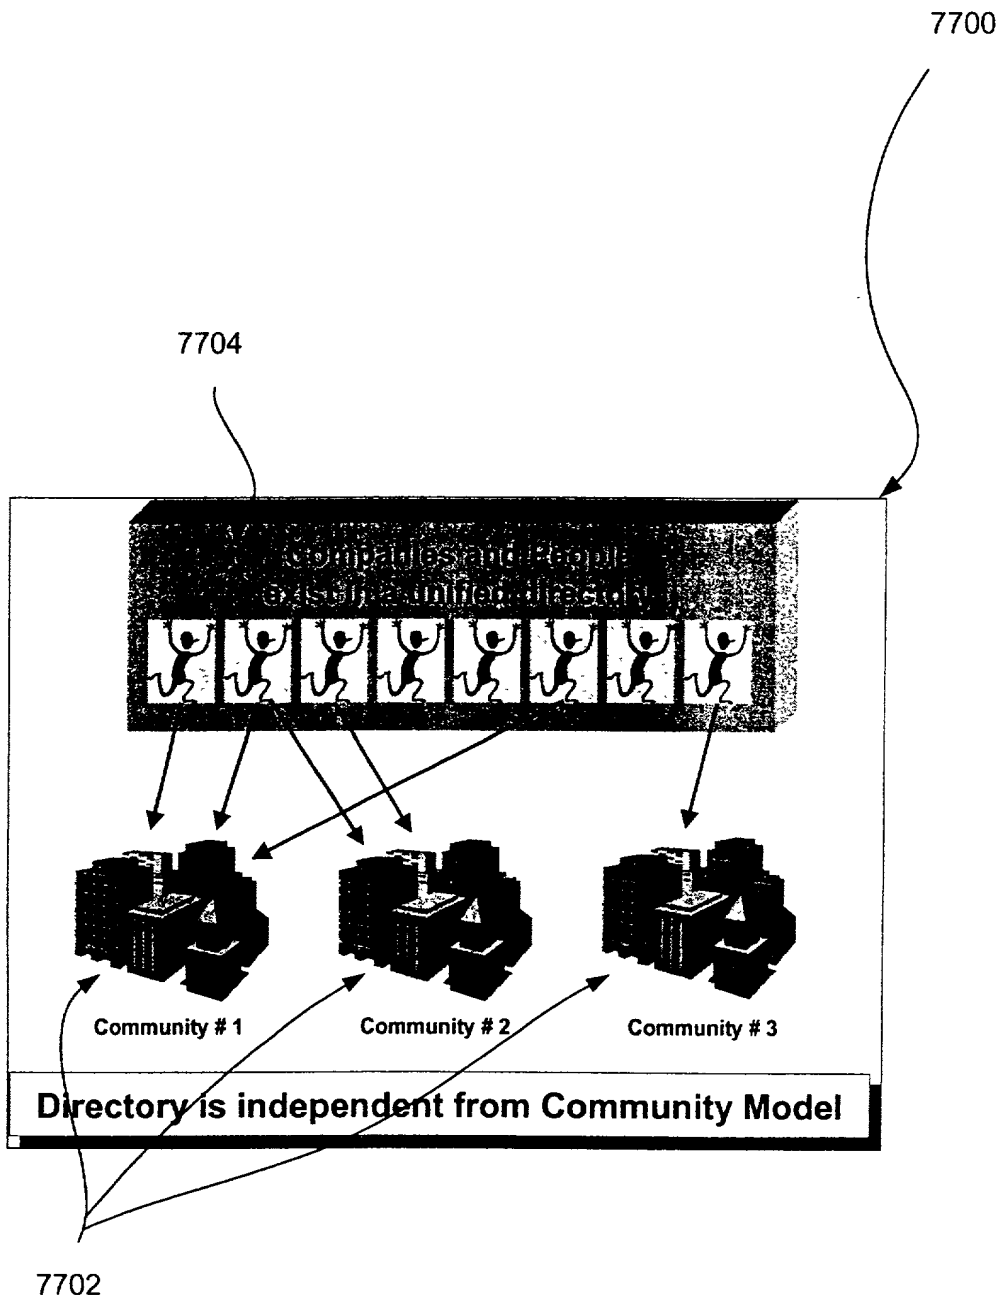 7700
7704
Companies and People
exist in a unified directory
Community # 1
Community # 2
Community # 3
Directory is independent from Community Model
7702